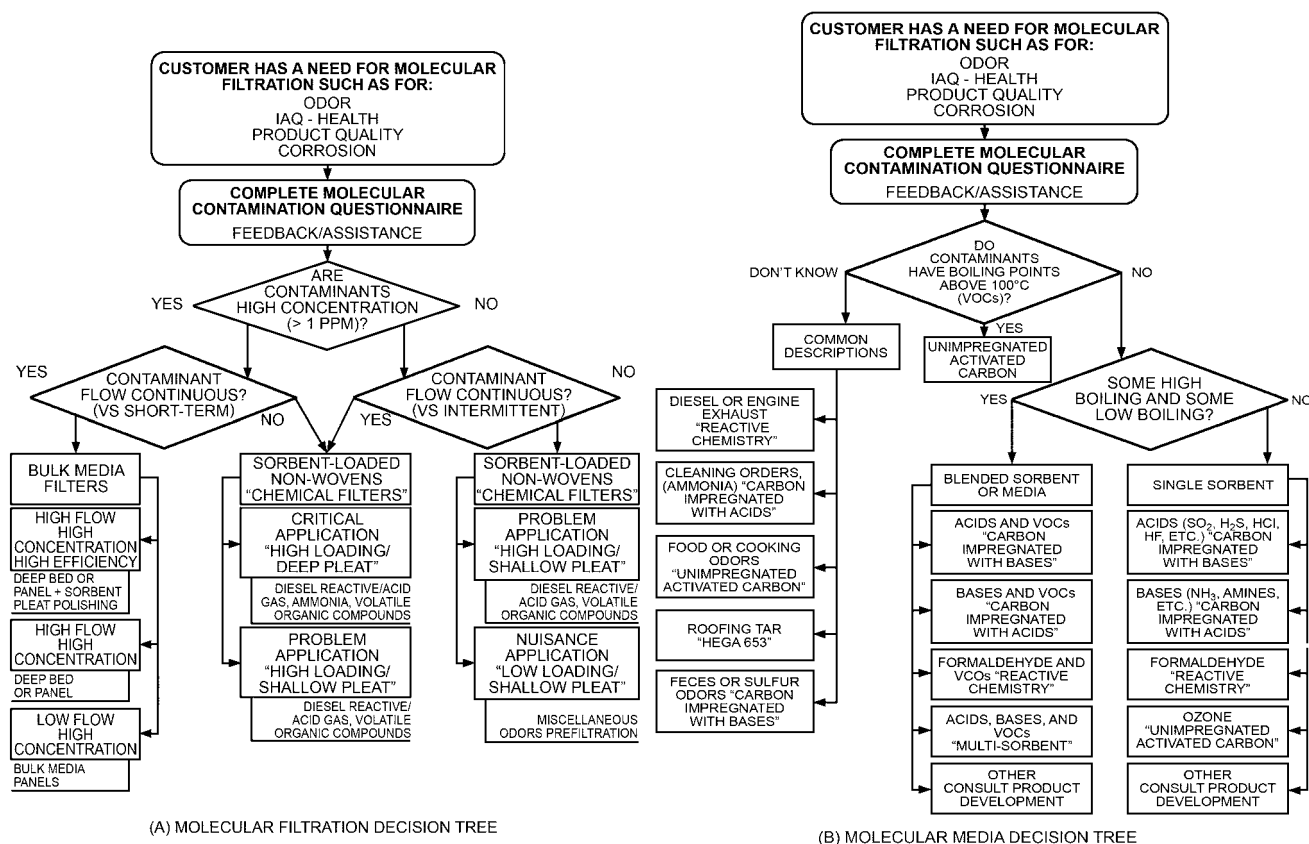 CUSTOMER HAS A NEED FOR MOLECULAR
FILTRATION SUCH AS FOR:
ODOR
IAQ - HEALTH
PRODUCT QUALITY
CORROSION
COMPLETE MOLECULAR
CONTAMINATION QUESTIONNAIRE
FEEDBACK/ASSISTANCE
ARE
CONTAMINANTS
HIGH CONCENTRATION
(> 1 PPM)?
YES
NO
YES
CONTAMINANT
FLOW CONTINUOUS?
(VS SHORT-TERM)
NO
YES
CONTAMINANT
FLOW CONTINUOUS?
(VS INTERMITTENT)
NO
BULK MEDIA
FILTERS
HIGH FLOW
HIGH
CONCENTRATION
HIGH EFFICIENCY
DEEP BED OR
PANEL + SORBENT
PLEAT POLISHING
HIGH FLOW
HIGH
CONCENTRATION
DEEP BED
OR PANEL
LOW FLOW
HIGH
CONCENTRATION
BULK MEDIA
PANELS
SORBENT-LOADED
NON-WOVENS
"CHEMICAL FILTERS"
CRITICAL
APPLICATION
"HIGH LOADING/
DEEP PLEAT"
DIESEL REACTIVE/ACID
GAS, AMMONIA, VOLATILE
ORGANIC COMPOUNDS
PROBLEM
APPLICATION
"HIGH LOADING/
SHALLOW PLEAT"
DIESEL REACTIVE/
ACID GAS, VOLATILE
ORGANIC COMPOUNDS
SORBENT-LOADED
NON-WOVENS
"CHEMICAL FILTERS"
PROBLEM
APPLICATION
"HIGH LOADING/
SHALLOW PLEAT"
DIESEL REACTIVE/
ACID GAS, VOLATILE
ORGANIC COMPOUNDS
NUISANCE
APPLICATION
"LOW LOADING/
SHALLOW PLEAT"
MISCELLANEOUS
ODORS PREFILTRATION
(A) MOLECULAR FILTRATION DECISION TREE
CUSTOMER HAS A NEED FOR MOLECULAR
FILTRATION SUCH AS FOR:
ODOR
IAQ - HEALTH
PRODUCT QUALITY
CORROSION
COMPLETE MOLECULAR
CONTAMINATION QUESTIONNAIRE
FEEDBACK/ASSISTANCE
DO
CONTAMINANTS
HAVE BOILING POINTS
ABOVE 100°C
(VOCs)?
DON'T KNOW
NO
YES
COMMON
DESCRIPTIONS
UNIMPREGNATED
ACTIVATED
CARBON
DIESEL OR ENGINE
EXHAUST
"REACTIVE
CHEMISTRY"
CLEANING ORDERS,
(AMMONIA) "CARBON
IMPREGNATED
WITH ACIDS"
FOOD OR COOKING
ODORS
"UNIMPREGNATED
ACTIVATED CARBON"
ROOFING TAR
"HEGA 653"
FECES OR SULFUR
ODORS "CARBON
IMPREGNATED
WITH BASES"
YES
SOME HIGH
BOILING AND SOME
LOW BOILING?
NO
BLENDED SORBENT
OR MEDIA
ACIDS AND VOCs
"CARBON
IMPREGNATED
WITH BASES"
BASES AND VOCs
"CARBON
IMPREGNATED
WITH ACIDS"
FORMALDEHYDE AND
VCOs "REACTIVE
CHEMISTRY"
ACIDS, BASES, AND
VOCs
"MULTI-SORBENT"
OTHER
CONSULT PRODUCT
DEVELOPMENT
SINGLE SORBENT
ACIDS (SO₂, H₂S, HCl,
HF, ETC.) "CARBON
IMPREGNATED
WITH BASES"
BASES (NH₃, AMINES,
ETC.) "CARBON
IMPREGNATED
WITH ACIDS"
FORMALDEHYDE
"REACTIVE
CHEMISTRY"
OZONE
"UNIMPREGNATED
ACTIVATED CARBON"
OTHER
CONSULT PRODUCT
DEVELOPMENT
(B) MOLECULAR MEDIA DECISION TREE